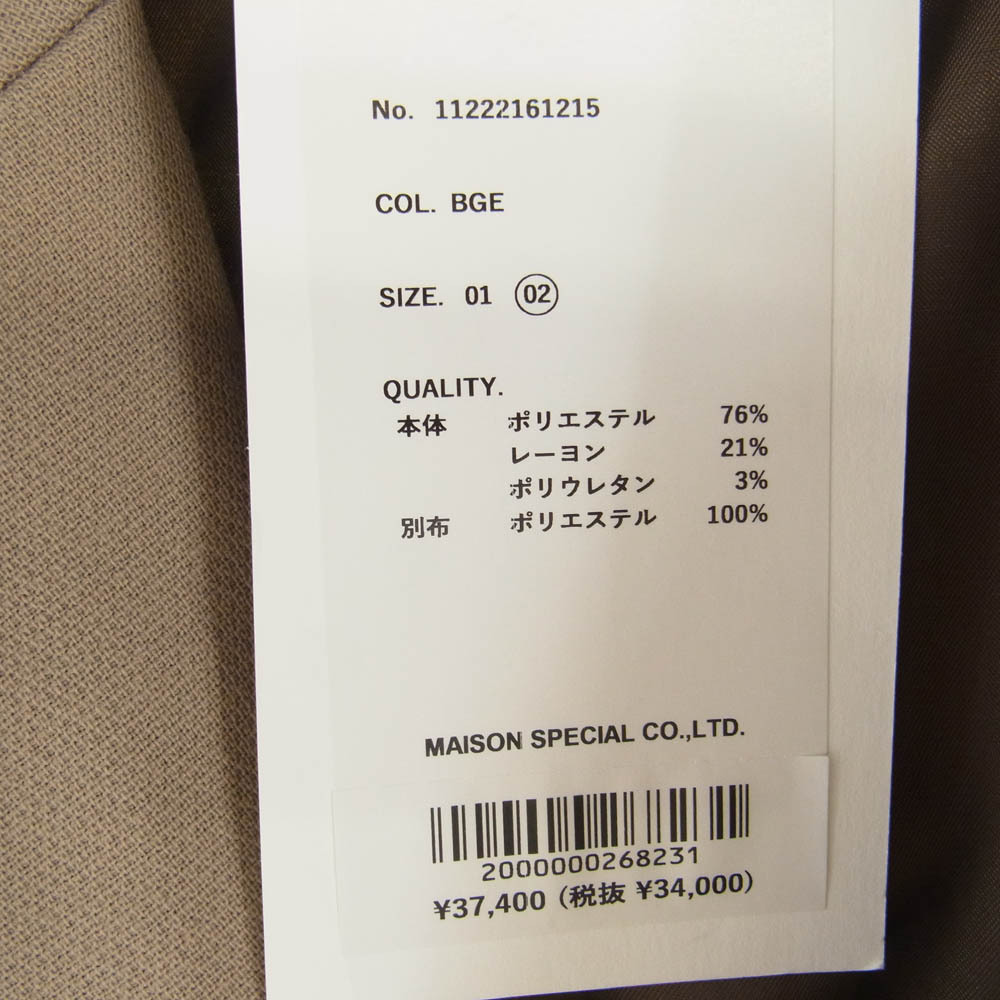 No. 11222161215
COL. BGE
SIZE. 01 02
QUALITY.
本体 ポリエステル 76%
レーヨン 21%
ポリウレタン 3%
別布 ポリエステル 100%
MAISON SPECIAL CO.,LTD.
2000000268231
¥37,400 (税抜 ¥34,000)